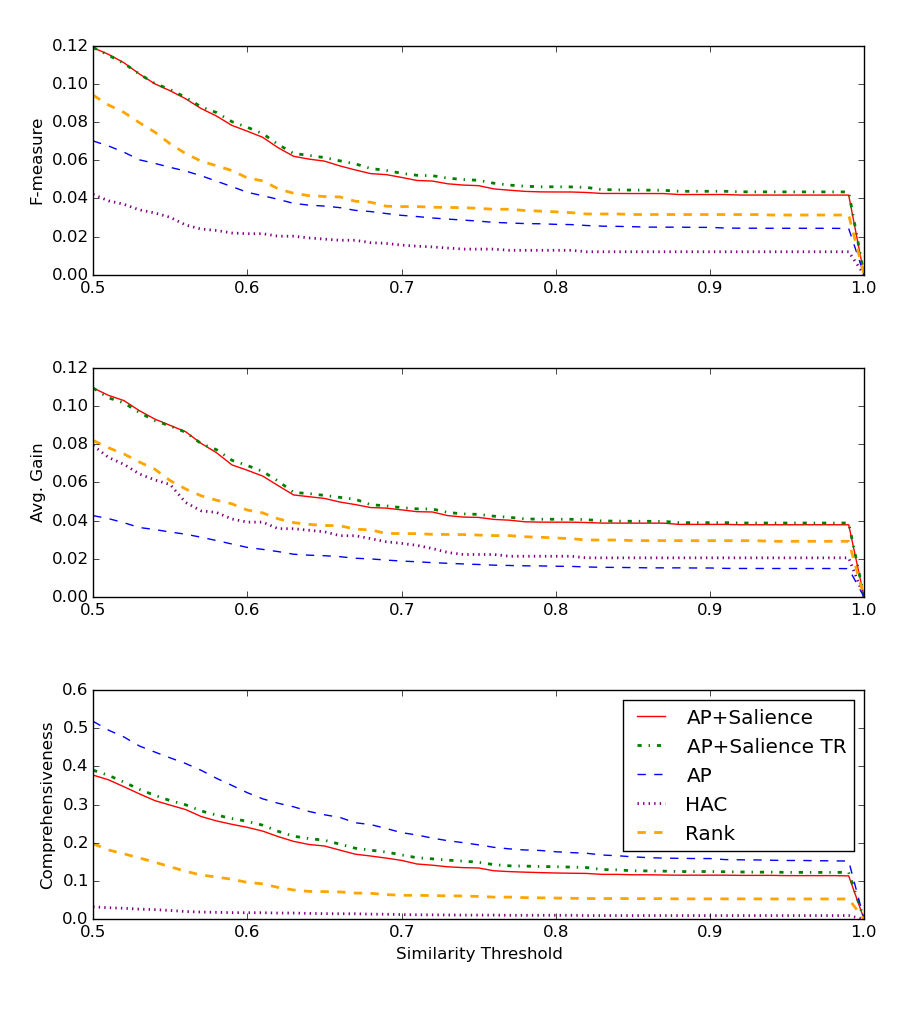 0.12
0.10
0.08
0.06
0.04
0.02
0.00
F-measure
0.5 0.6 0.7 0.8 0.9 1.0
0.12
0.10
0.08
0.06
0.04
0.02
0.00
Avg. Gain
0.5 0.6 0.7 0.8 0.9 1.0
0.6
0.5
0.4
0.3
0.2
0.1
0.0
Comprehensiveness
AP+Salience
AP+Salience TR
AP
HAC
Rank
0.5 0.6 0.7 0.8 0.9 1.0
Similarity Threshold